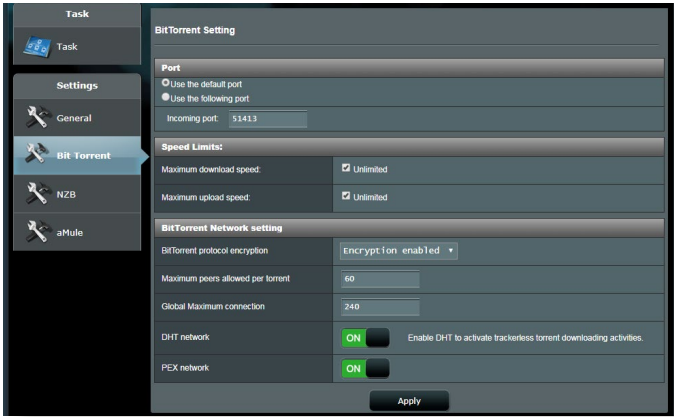 Task
Task
Settings
General
Bit Torrent
NZB
aMule
BitTorrent Setting
Port
Use the default port
Use the following port
Incoming port: 51413
Speed Limits:
Maximum download speed: Unlimited
Maximum upload speed: Unlimited
BitTorrent Network setting
BitTorrent protocol encryption Encryption enabled
Maximum peers allowed per torrent 60
Global Maximum connection 240
DHT network ON Enable DHT to activate trackerless torrent downloading activities.
PEX network ON
Apply